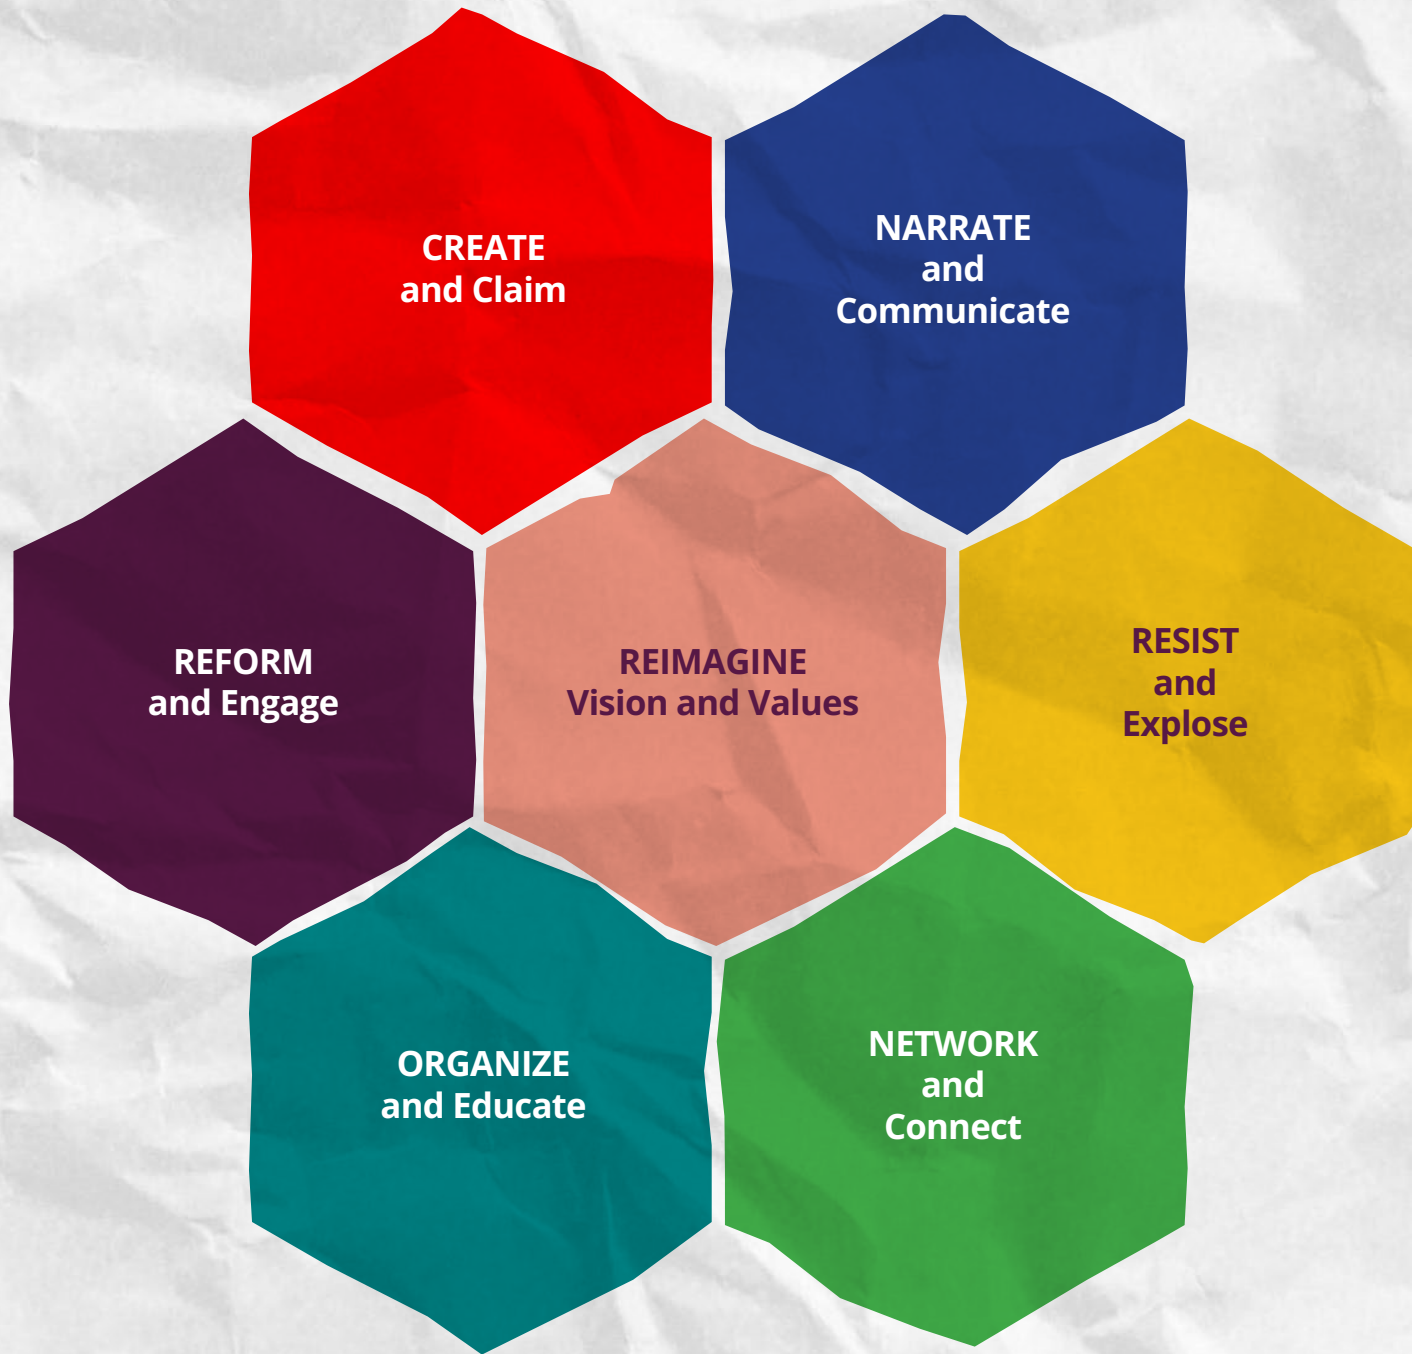 CREATE
and Claim
NARRATE
and
Communicate
REFORM
and Engage
REIMAGINE
Vision and Values
RESIST
and
Explose
ORGANIZE
and Educate
NETWORK
and
Connect